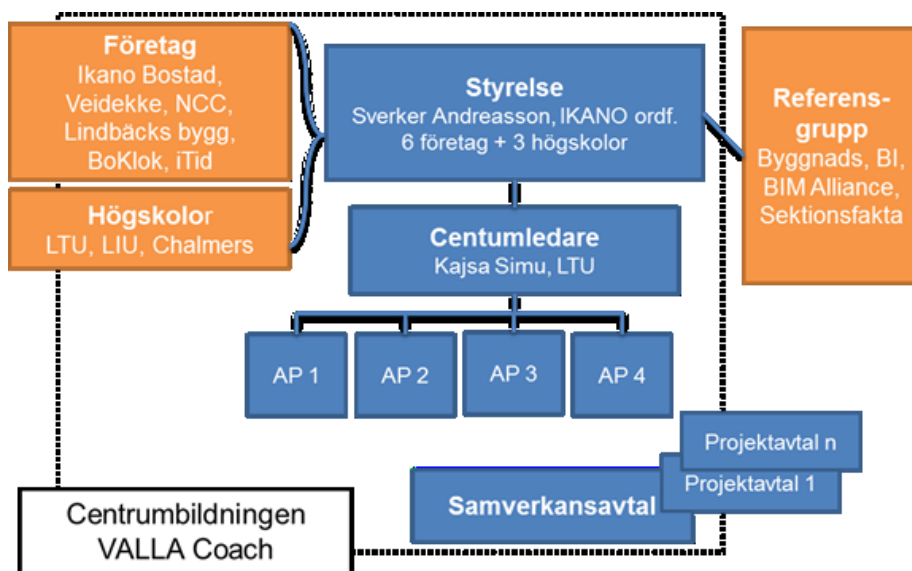 Företag
Ikano Bostad,
Veidekke, NCC,
Lindbäcks bygg,
BoKlok, iTid
Högskolor
LTU, LIU, Chalmers
Styrelse
Sverker Andreasson, IKANO ordf.
6 företag + 3 högskolor
Referens-
grupp
Byggnads, BI,
BIM Alliance,
Sektionsfakta
Centumledare
Kajsa Simu, LTU
AP 1
AP 2
AP 3
AP 4
Projektavtal n
Projektavtal 1
Samverkansavtal
Centrumbildningen
VALLA Coach